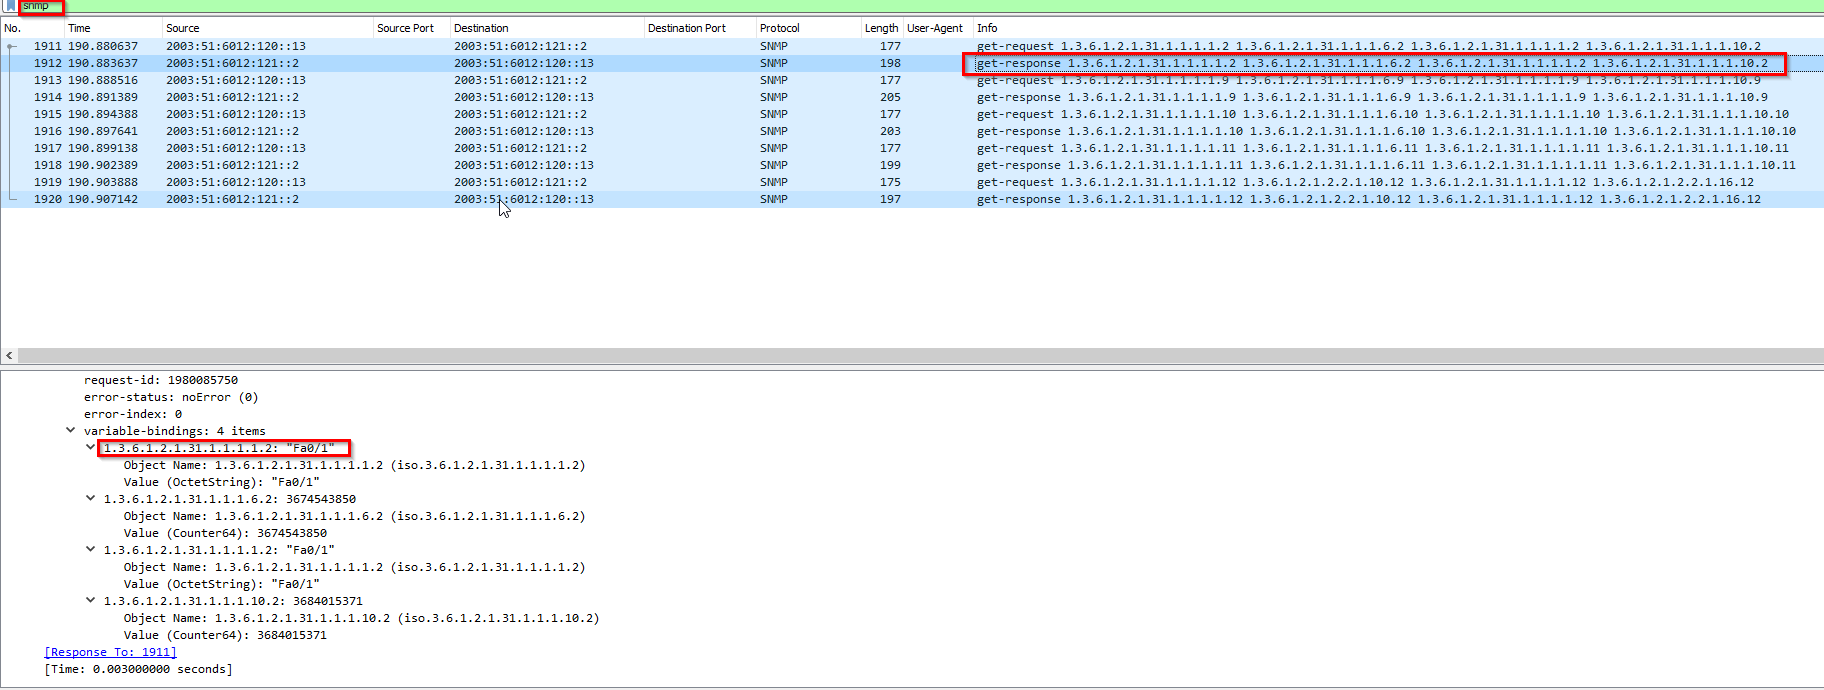 snmp
No. Time Source Source Port Destination Destination Port Protocol Length User-Agent Info
1911 190.880637 2003:51:6012:120::13 2003:51:6012:121::2 SNMP 177 get-request 1.3.6.1.2.1.31.1.1.1.1.2 1.3.6.1.2.1.31.1.1.1.6.2 1.3.6.1.2.1.31.1.1.1.1.2 1.3.6.1.2.1.31.1.1.1.10.2
1912 190.883637 2003:51:6012:121::2 2003:51:6012:120::13 SNMP 198 get-response 1.3.6.1.2.1.31.1.1.1.1.2 1.3.6.1.2.1.31.1.1.1.6.2 1.3.6.1.2.1.31.1.1.1.1.2 1.3.6.1.2.1.31.1.1.1.10.2
1913 190.888516 2003:51:6012:120::13 2003:51:6012:121::2 SNMP 177 get-request 1.3.6.1.2.1.31.1.1.1.1.9 1.3.6.1.2.1.31.1.1.1.6.9 1.3.6.1.2.1.31.1.1.1.1.9 1.3.6.1.2.1.31.1.1.1.10.9
1914 190.891389 2003:51:6012:121::2 2003:51:6012:120::13 SNMP 205 get-response 1.3.6.1.2.1.31.1.1.1.1.9 1.3.6.1.2.1.31.1.1.1.6.9 1.3.6.1.2.1.31.1.1.1.1.9 1.3.6.1.2.1.31.1.1.1.10.9
1915 190.894388 2003:51:6012:120::13 2003:51:6012:121::2 SNMP 177 get-request 1.3.6.1.2.1.31.1.1.1.1.10 1.3.6.1.2.1.31.1.1.1.6.10 1.3.6.1.2.1.31.1.1.1.1.10 1.3.6.1.2.1.31.1.1.1.10.10
1916 190.897641 2003:51:6012:121::2 2003:51:6012:120::13 SNMP 203 get-response 1.3.6.1.2.1.31.1.1.1.1.10 1.3.6.1.2.1.31.1.1.1.6.10 1.3.6.1.2.1.31.1.1.1.1.10 1.3.6.1.2.1.31.1.1.1.10.10
1917 190.899138 2003:51:6012:120::13 2003:51:6012:121::2 SNMP 177 get-request 1.3.6.1.2.1.31.1.1.1.1.11 1.3.6.1.2.1.31.1.1.1.6.11 1.3.6.1.2.1.31.1.1.1.1.11 1.3.6.1.2.1.31.1.1.1.10.11
1918 190.902389 2003:51:6012:121::2 2003:51:6012:120::13 SNMP 199 get-response 1.3.6.1.2.1.31.1.1.1.1.11 1.3.6.1.2.1.31.1.1.1.6.11 1.3.6.1.2.1.31.1.1.1.1.11 1.3.6.1.2.1.31.1.1.1.10.11
1919 190.903888 2003:51:6012:120::13 2003:51:6012:121::2 SNMP 175 get-request 1.3.6.1.2.1.31.1.1.1.1.12 1.3.6.1.2.1.2.2.1.10.12 1.3.6.1.2.1.31.1.1.1.1.12 1.3.6.1.2.1.2.2.1.16.12
1920 190.907142 2003:51:6012:121::2 2003:51:6012:120::13 SNMP 197 get-response 1.3.6.1.2.1.31.1.1.1.1.12 1.3.6.1.2.1.2.2.1.10.12 1.3.6.1.2.1.31.1.1.1.1.12 1.3.6.1.2.1.2.2.1.16.12
request-id: 1980085750
error-status: noError (0)
error-index: 0
variable-bindings: 4 items
1.3.6.1.2.1.31.1.1.1.1.2: "Fa0/1"
Object Name: 1.3.6.1.2.1.31.1.1.1.1.2 (iso.3.6.1.2.1.31.1.1.1.1.2)
Value (OctetString): "Fa0/1"
1.3.6.1.2.1.31.1.1.1.6.2: 3674543850
Object Name: 1.3.6.1.2.1.31.1.1.1.6.2 (iso.3.6.1.2.1.31.1.1.1.6.2)
Value (Counter64): 3674543850
1.3.6.1.2.1.31.1.1.1.1.2: "Fa0/1"
Object Name: 1.3.6.1.2.1.31.1.1.1.1.2 (iso.3.6.1.2.1.31.1.1.1.1.2)
Value (OctetString): "Fa0/1"
1.3.6.1.2.1.31.1.1.1.10.2: 3684015371
Object Name: 1.3.6.1.2.1.31.1.1.1.10.2 (iso.3.6.1.2.1.31.1.1.1.10.2)
Value (Counter64): 3684015371
[Response To: 1911]
[Time: 0.003000000 seconds]